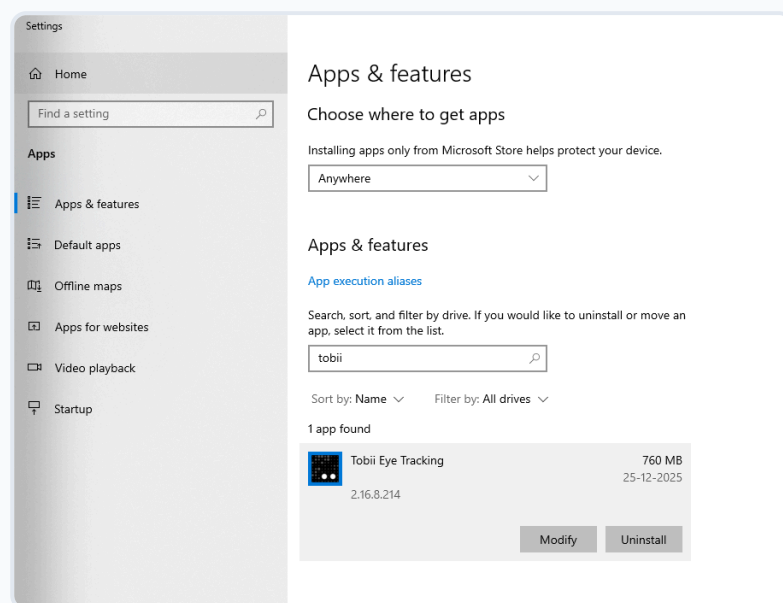 Settings
Home
Find a setting
Apps
Apps & features
Default apps
Offline maps
Apps for websites
Video playback
Startup
Apps & features
Choose where to get apps
Installing apps only from Microsoft Store helps protect your device.
Anywhere
Apps & features
App execution aliases
Search, sort, and filter by drive. If you would like to uninstall or move an
app, select it from the list.
tobii
Sort by: Name Filter by: All drives
1 app found
Tobii Eye Tracking 760 MB
25-12-2025
2.16.8.214
Modify Uninstall